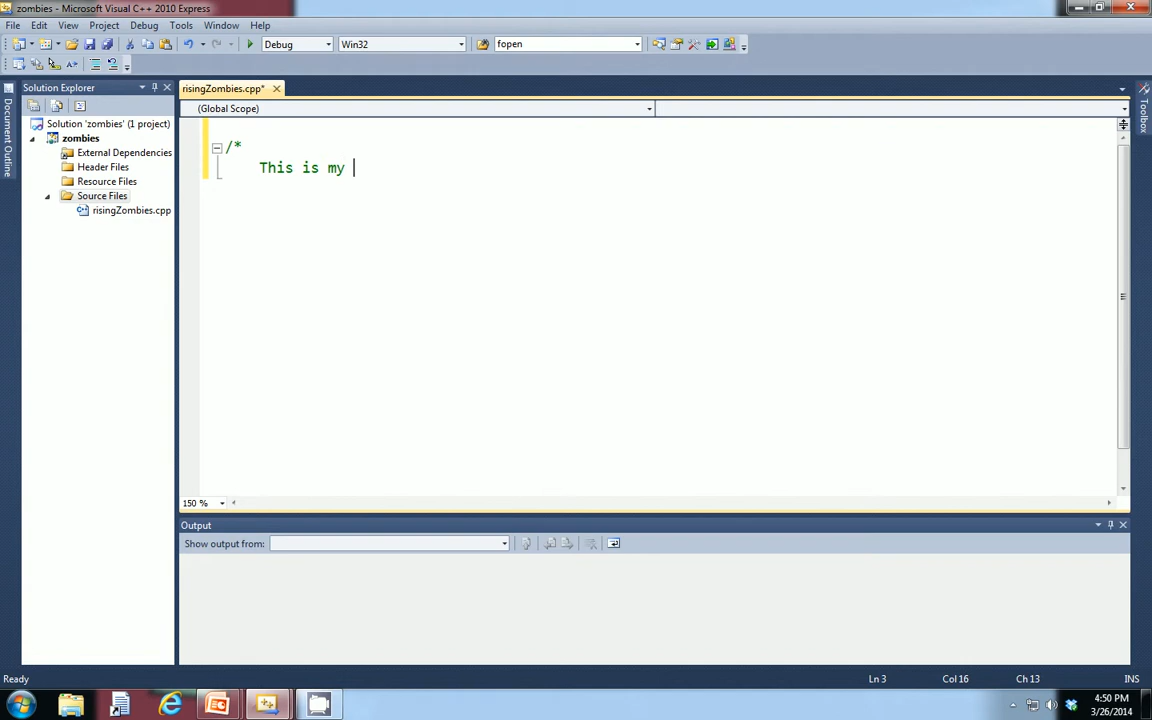 zombies - Microsoft Visual C++ 2010 Express
File Edit View Project Debug Tools Window Help
Debug Win32 fopen
Document Outline
Solution Explorer
Solution 'zombies' (1 project)
zombies
External Dependencies
Header Files
Resource Files
Source Files
risingZombies.cpp
risingZombies.cpp*
(Global Scope)
/*
This is my
150 %
Output
Show output from:
Toolbox
Ready Ln 3 Col 16 Ch 13 INS
4:50 PM
3/26/2014